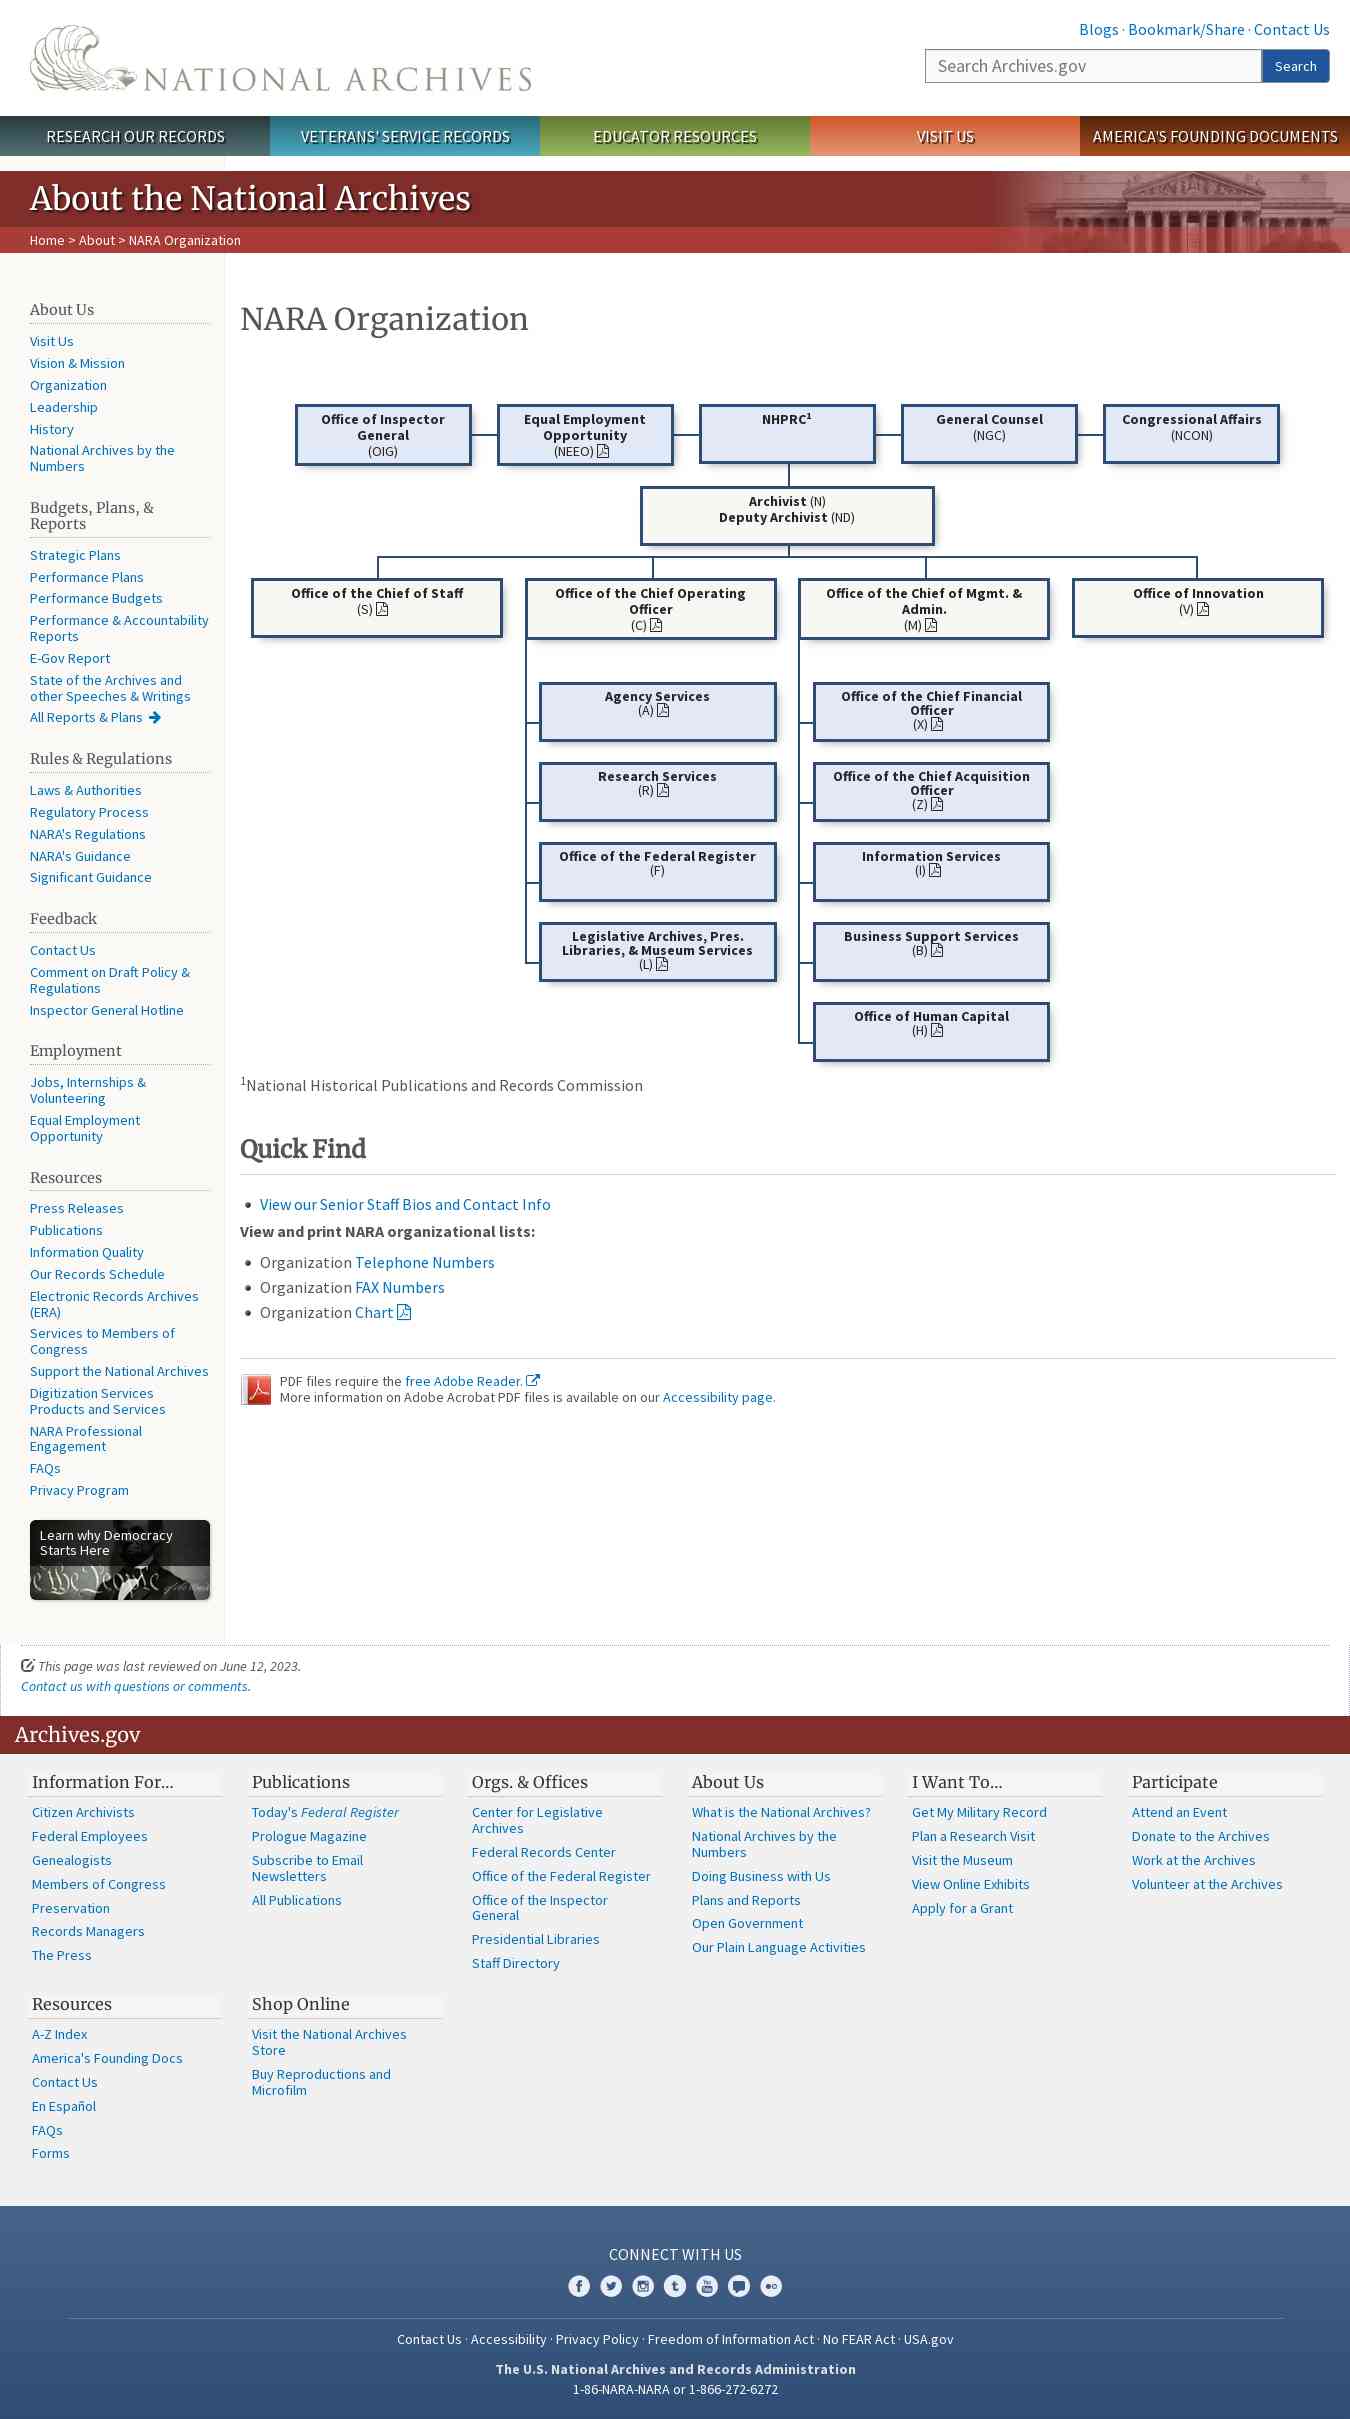 Blogs · Bookmark/Share · Contact Us
NATIONAL ARCHIVES
Search Archives.gov
Search
RESEARCH OUR RECORDS
VETERANS' SERVICE RECORDS
EDUCATOR RESOURCES
VISIT US
AMERICA'S FOUNDING DOCUMENTS
About the National Archives
Home > About > NARA Organization
About Us
Visit Us
Vision & Mission
Organization
Leadership
History
National Archives by the
Numbers
Budgets, Plans, &
Reports
Strategic Plans
Performance Plans
Performance Budgets
Performance & Accountability
Reports
E-Gov Report
State of the Archives and
other Speeches & Writings
All Reports & Plans
Rules & Regulations
Laws & Authorities
Regulatory Process
NARA's Regulations
NARA's Guidance
Significant Guidance
Feedback
Contact Us
Comment on Draft Policy &
Regulations
Inspector General Hotline
Employment
Jobs, Internships &
Volunteering
Equal Employment
Opportunity
Resources
Press Releases
Publications
Information Quality
Our Records Schedule
Electronic Records Archives
(ERA)
Services to Members of
Congress
Support the National Archives
Digitization Services
Products and Services
NARA Professional
Engagement
FAQs
Privacy Program
Learn why Democracy
Starts Here
NARA Organization
Office of Inspector
General
(OIG)
Equal Employment
Opportunity
(NEEO)
NHPRC¹
General Counsel
(NGC)
Congressional Affairs
(NCON)
Archivist (N)
Deputy Archivist (ND)
Office of the Chief of Staff
(S)
Office of the Chief Operating
Officer
(C)
Office of the Chief of Mgmt. &
Admin.
(M)
Office of Innovation
(V)
Agency Services
(A)
Research Services
(R)
Office of the Federal Register
(F)
Legislative Archives, Pres.
Libraries, & Museum Services
(L)
Office of the Chief Financial
Officer
(X)
Office of the Chief Acquisition
Officer
(Z)
Information Services
(I)
Business Support Services
(B)
Office of Human Capital
(H)
¹National Historical Publications and Records Commission
Quick Find
• View our Senior Staff Bios and Contact Info
View and print NARA organizational lists:
• Organization Telephone Numbers
• Organization FAX Numbers
• Organization Chart
PDF files require the free Adobe Reader.
More information on Adobe Acrobat PDF files is available on our Accessibility page.
This page was last reviewed on June 12, 2023.
Contact us with questions or comments.
Archives.gov
Information For…
Citizen Archivists
Federal Employees
Genealogists
Members of Congress
Preservation
Records Managers
The Press
Publications
Today's Federal Register
Prologue Magazine
Subscribe to Email
Newsletters
All Publications
Orgs. & Offices
Center for Legislative
Archives
Federal Records Center
Office of the Federal Register
Office of the Inspector
General
Presidential Libraries
Staff Directory
About Us
What is the National Archives?
National Archives by the
Numbers
Doing Business with Us
Plans and Reports
Open Government
Our Plain Language Activities
I Want To…
Get My Military Record
Plan a Research Visit
Visit the Museum
View Online Exhibits
Apply for a Grant
Participate
Attend an Event
Donate to the Archives
Work at the Archives
Volunteer at the Archives
Resources
A-Z Index
America's Founding Docs
Contact Us
En Español
FAQs
Forms
Shop Online
Visit the National Archives
Store
Buy Reproductions and
Microfilm
CONNECT WITH US
Contact Us · Accessibility · Privacy Policy · Freedom of Information Act · No FEAR Act · USA.gov
The U.S. National Archives and Records Administration
1-86-NARA-NARA or 1-866-272-6272